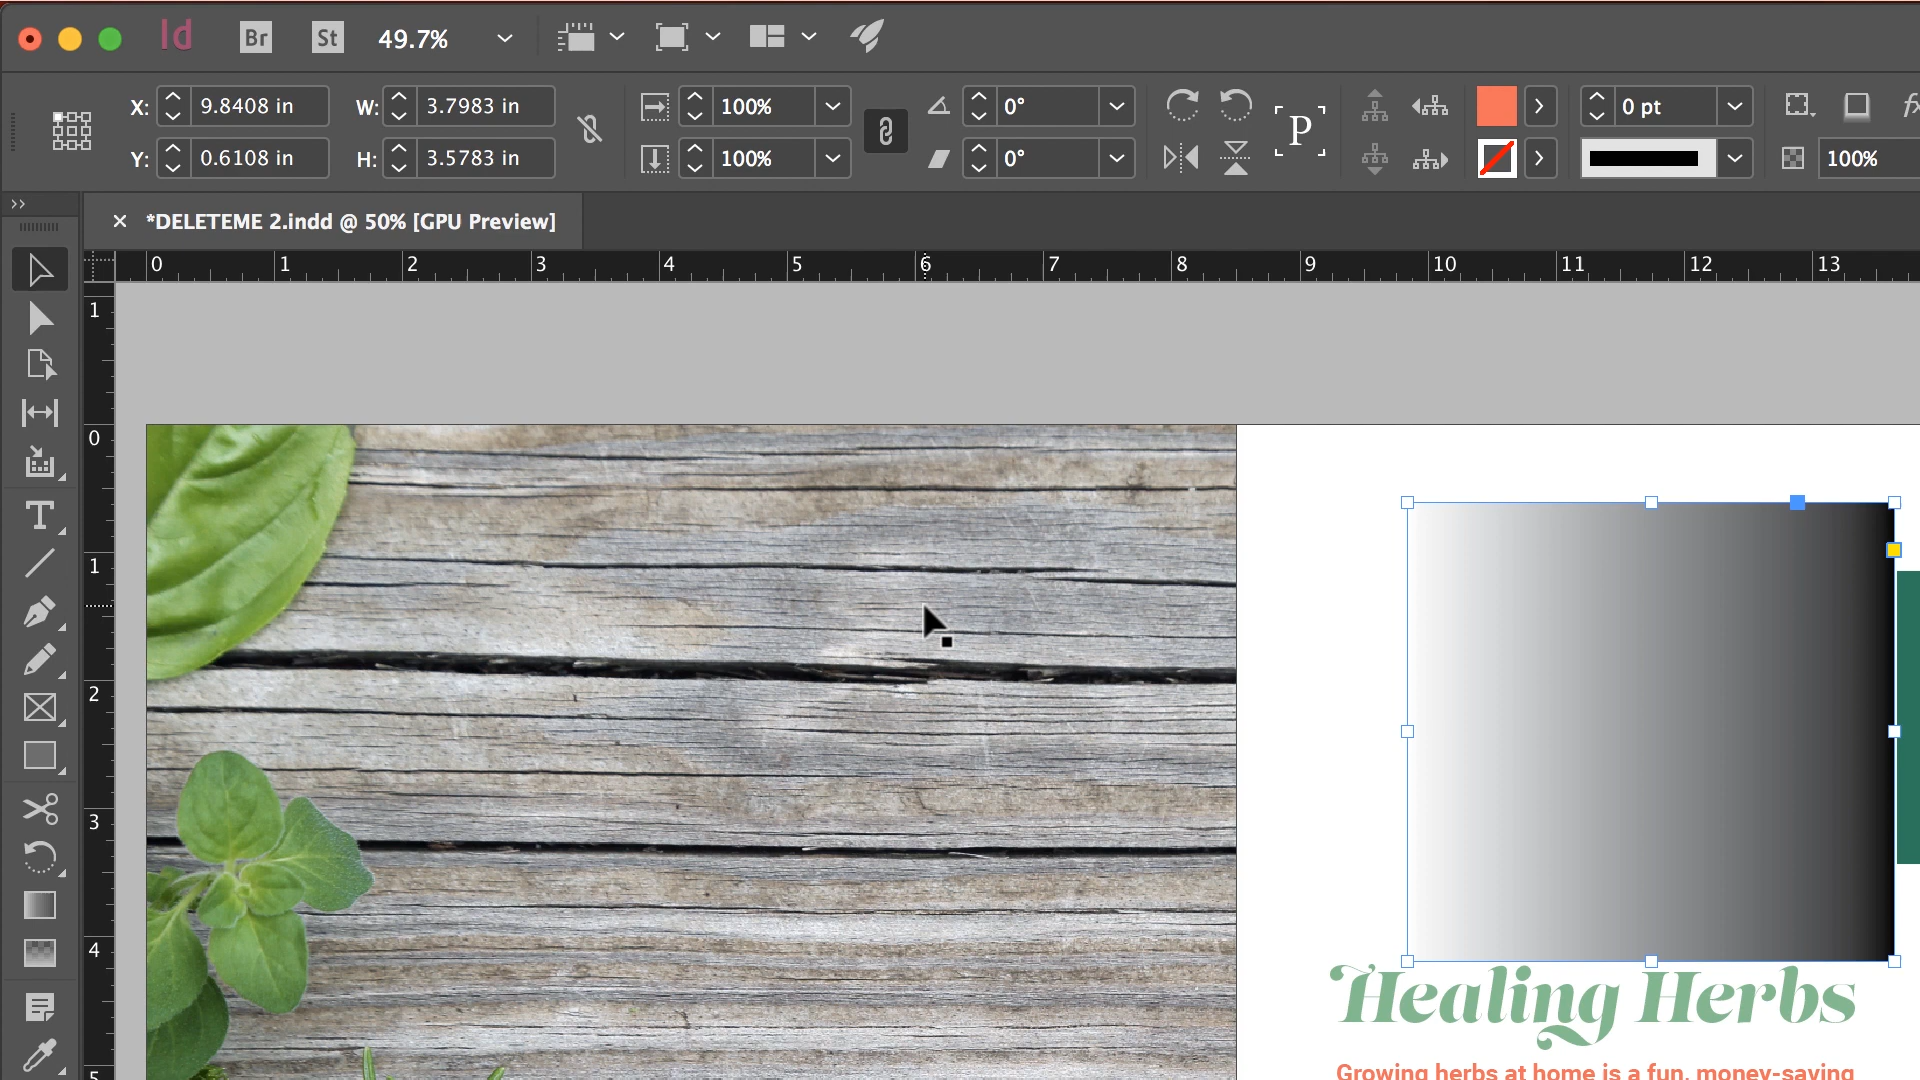 Id Br St 49.7%
X: 9.8408 in W: 3.7983 in 100% 0° P 0 pt fx
Y: 0.6108 in H: 3.5783 in 100% 0° 100%
*DELETEME 2.indd @ 50% [GPU Preview]
0 1 2 3 4 5 6 7 8 9 10 11 12 13
1
0
1
2
3
4
5
T
Healing Herbs
Growing herbs at home is a fun, money-saving